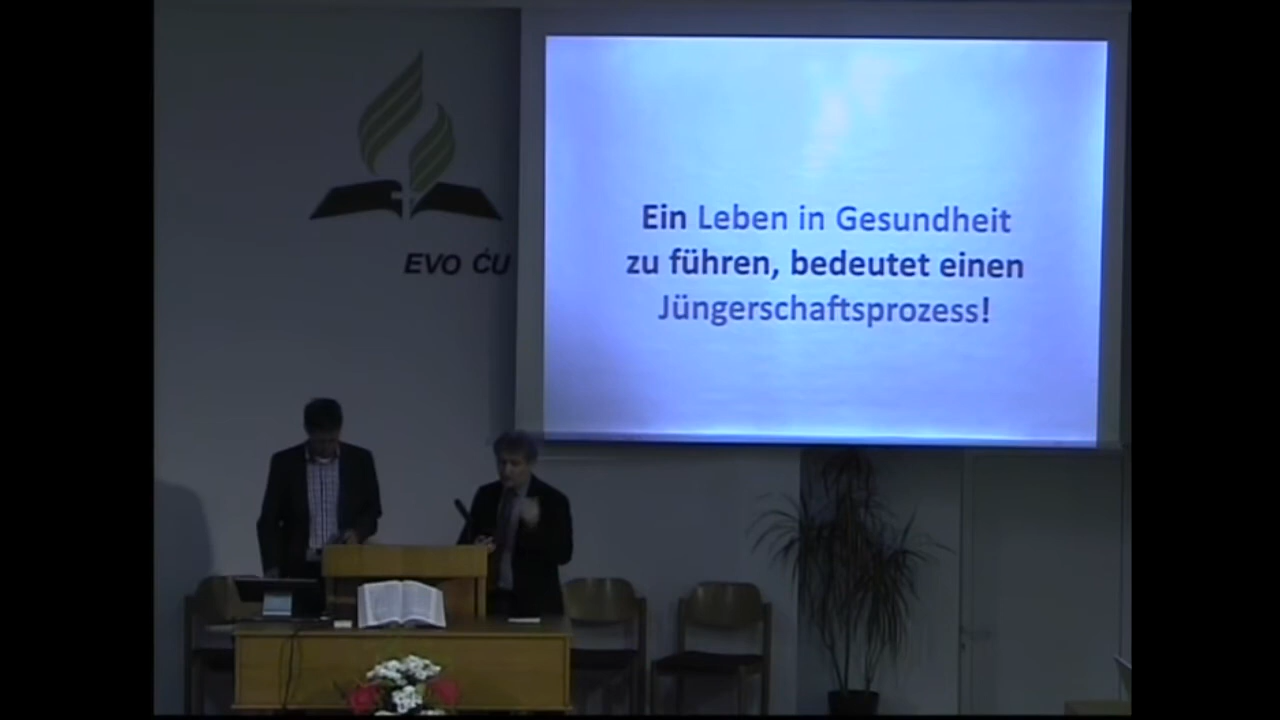 EVO ĆU
Ein Leben in Gesundheit
zu führen, bedeutet einen
Jüngerschaftsprozess!